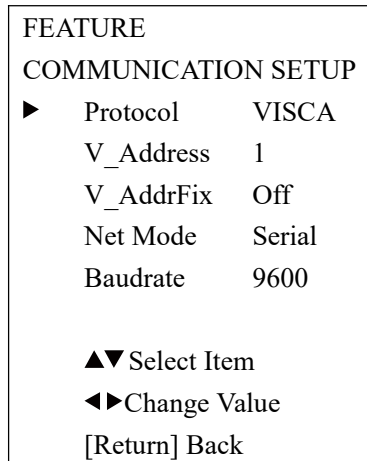 FEATURE
COMMUNICATION SETUP
▶ Protocol VISCA
V_Address 1
V_AddrFix Off
Net Mode Serial
Baudrate 9600
▲▼ Select Item
◀▶Change Value
[Return] Back